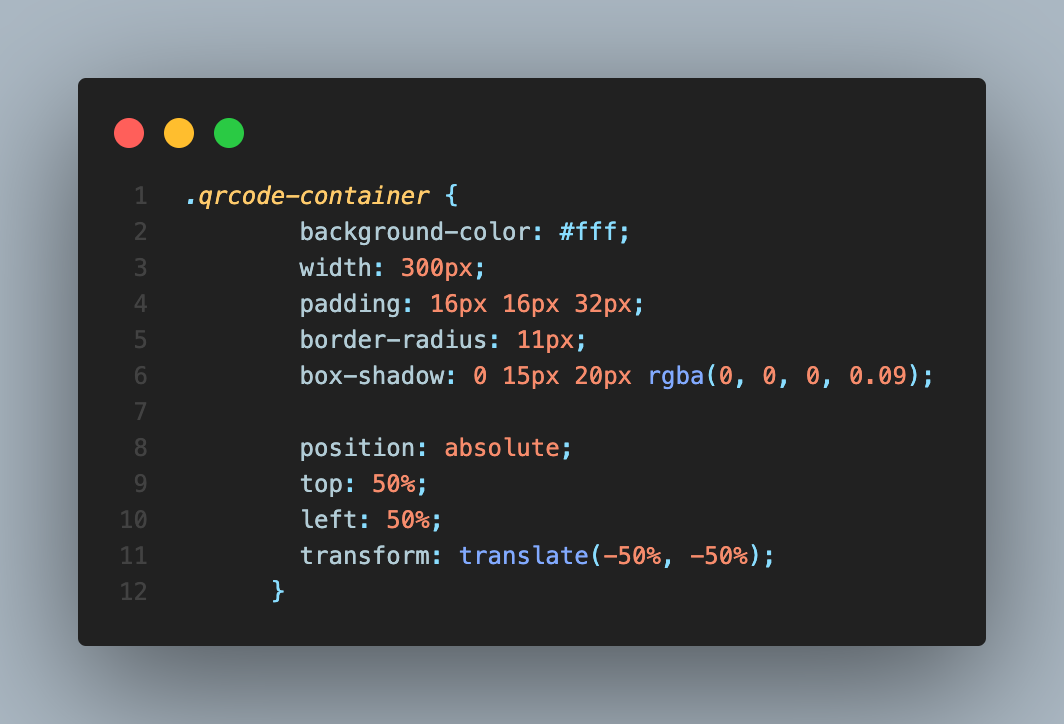 1 .qrcode-container {
2         background-color: #fff;
3         width: 300px;
4         padding: 16px 16px 32px;
5         border-radius: 11px;
6         box-shadow: 0 15px 20px rgba(0, 0, 0, 0.09);
7
8         position: absolute;
9         top: 50%;
10         left: 50%;
11         transform: translate(-50%, -50%);
12       }